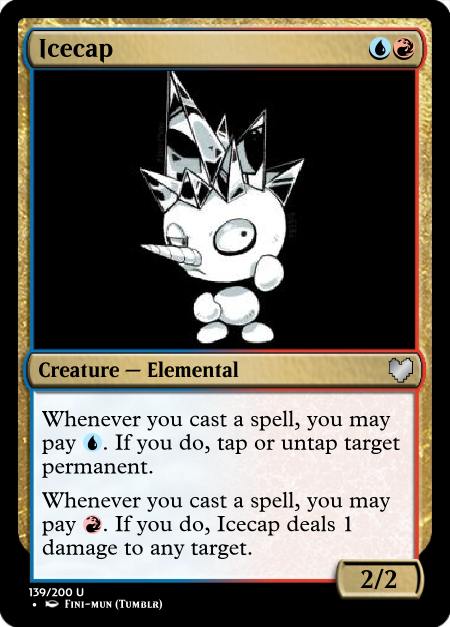 Icecap
Creature — Elemental
Whenever you cast a spell, you may
pay . If you do, tap or untap target
permanent.
Whenever you cast a spell, you may
pay . If you do, Icecap deals 1
damage to any target.
2/2
139/200 U
• Fini-mun (Tumblr)